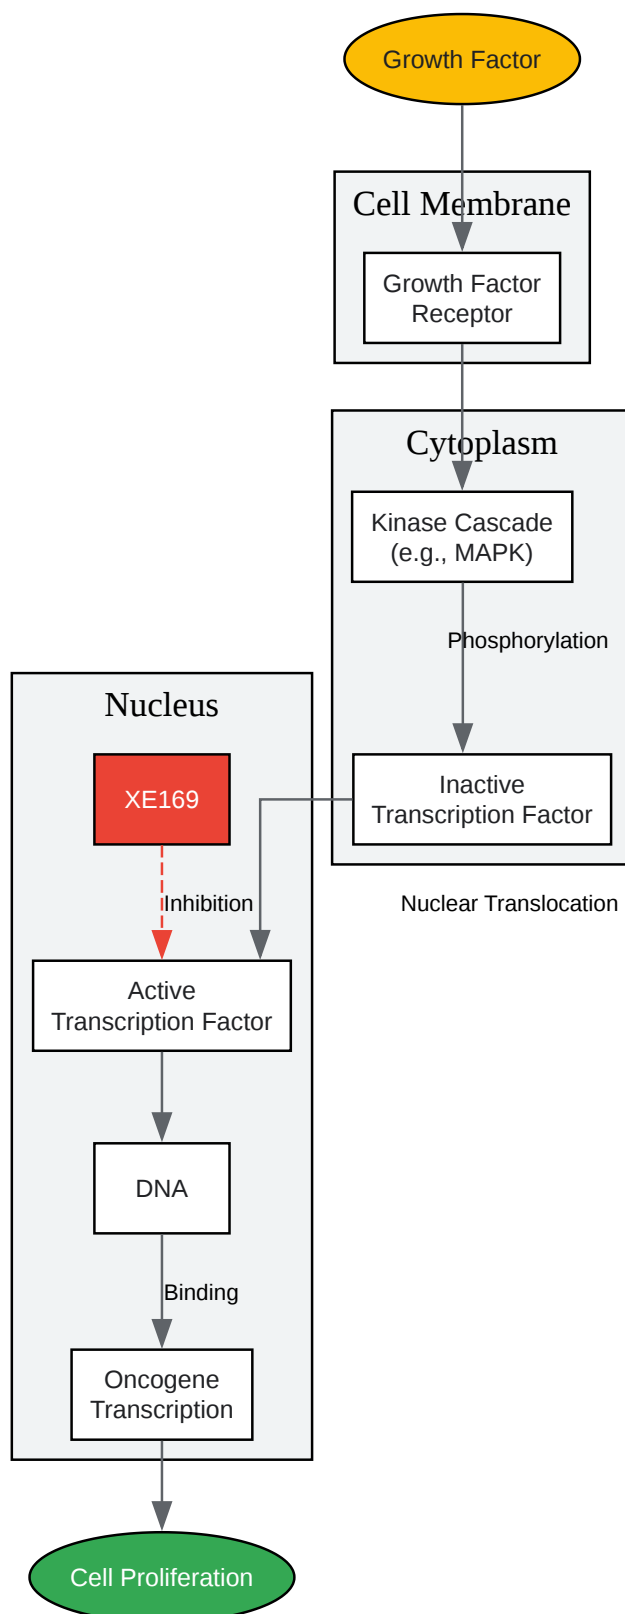 Growth Factor
Cell Membrane
Growth Factor
Receptor
Cytoplasm
Kinase Cascade
(e.g., MAPK)
Phosphorylation
Nucleus
XE169
Inactive
Transcription Factor
Inhibition
Nuclear Translocation
Active
Transcription Factor
DNA
Binding
Oncogene
Transcription
Cell Proliferation